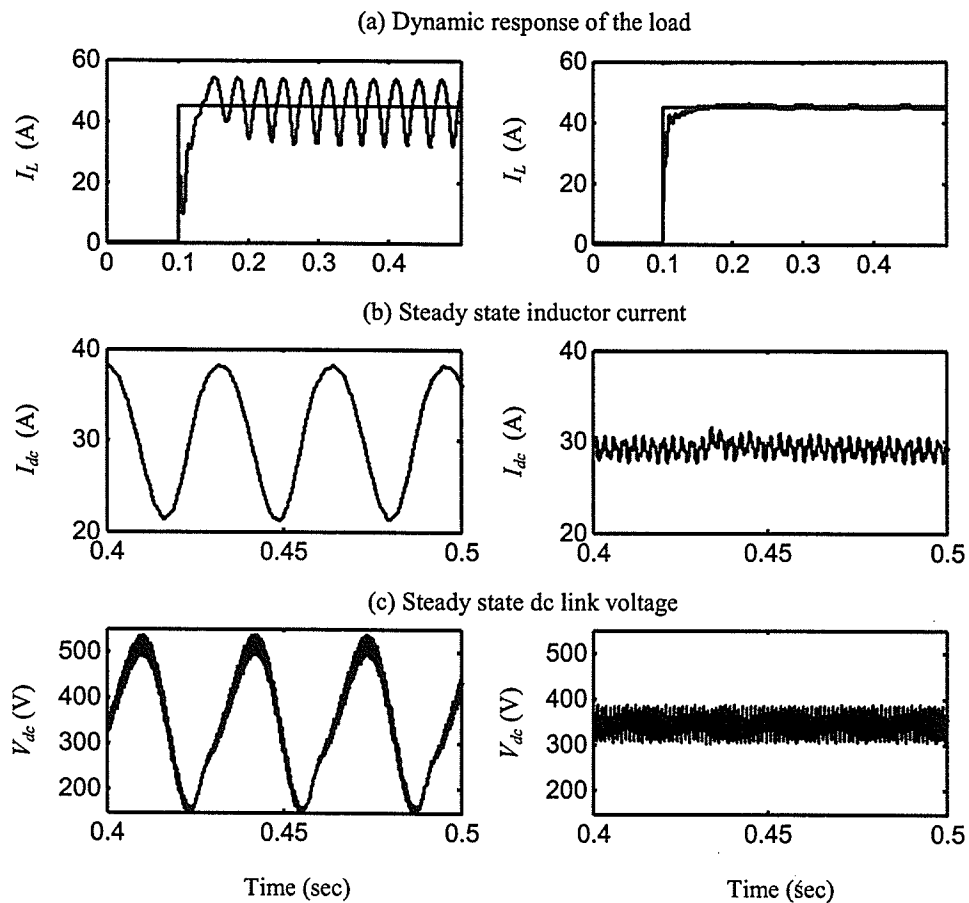 (a) Dynamic response of the load
60
40
20
0
I_L (A)
0 0.1 0.2 0.3 0.4
60
40
20
0
I_L (A)
0 0.1 0.2 0.3 0.4
(b) Steady state inductor current
40
30
20
I_dc (A)
0.4 0.45 0.5
40
30
20
I_dc (A)
0.4 0.45 0.5
(c) Steady state dc link voltage
500
400
300
200
V_dc (V)
0.4 0.45 0.5
500
400
300
200
V_dc (V)
0.4 0.45 0.5
Time (sec)
Time (sec)